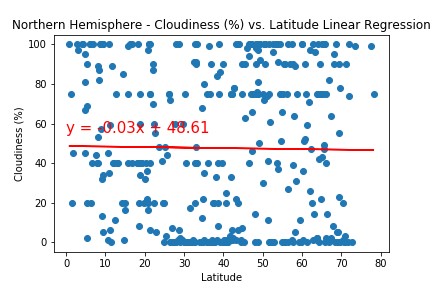 Northern Hemisphere - Cloudiness (%) vs. Latitude Linear Regression
100
80
60
40
20
0
Cloudiness (%)
y = -0.03x + 48.61
0 10 20 30 40 50 60 70 80
Latitude